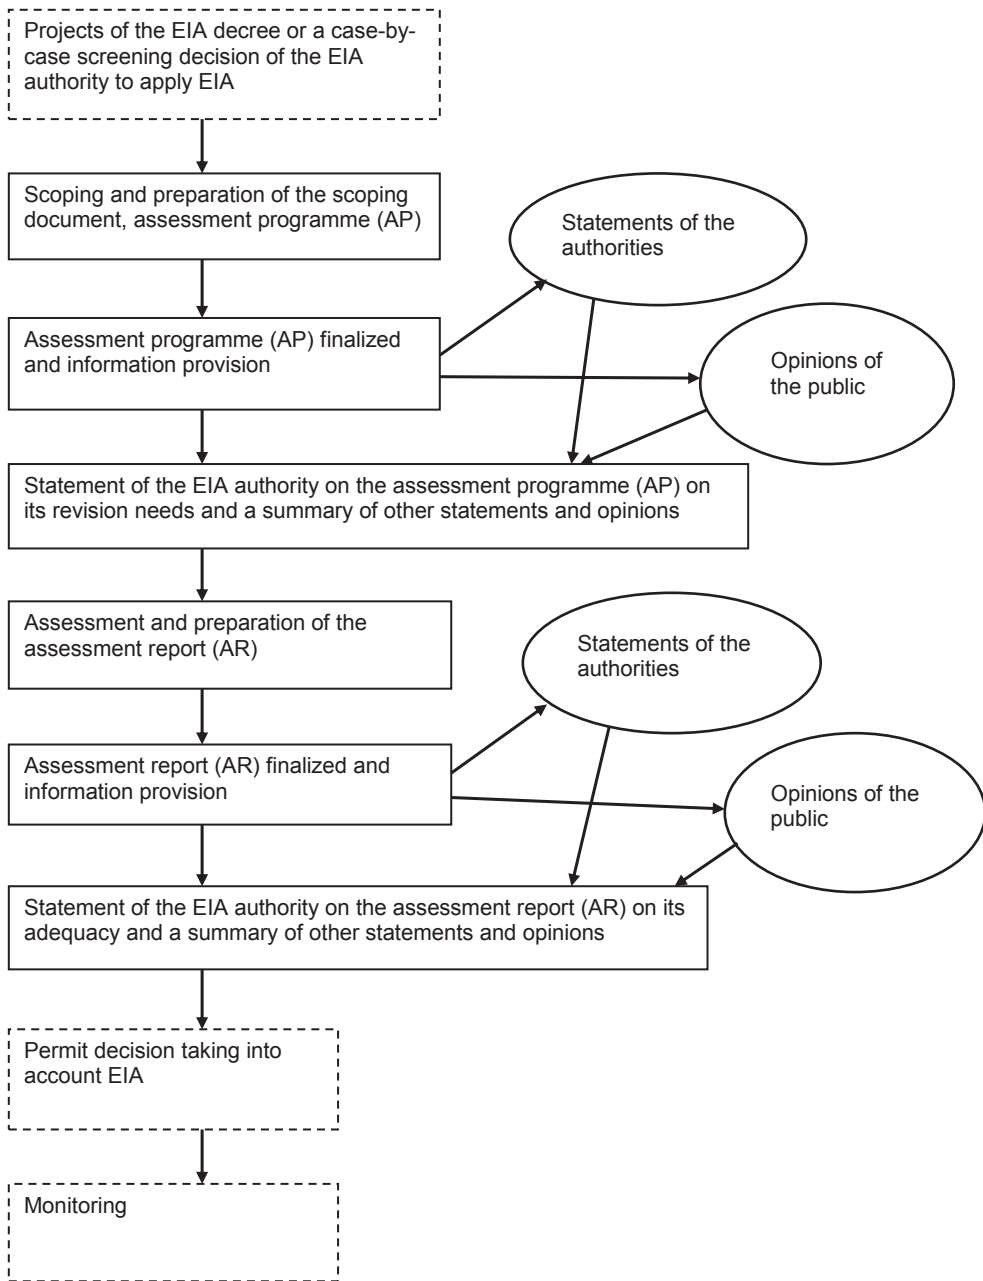 Projects of the EIA decree or a case-by-
case screening decision of the EIA
authority to apply EIA
Scoping and preparation of the scoping
document, assessment programme (AP)
Statements of the
authorities
Assessment programme (AP) finalized
and information provision
Opinions of
the public
Statement of the EIA authority on the assessment programme (AP) on
its revision needs and a summary of other statements and opinions
Assessment and preparation of the
assessment report (AR)
Statements of the
authorities
Assessment report (AR) finalized and
information provision
Opinions of the
public
Statement of the EIA authority on the assessment report (AR) on its
adequacy and a summary of other statements and opinions
Permit decision taking into
account EIA
Monitoring